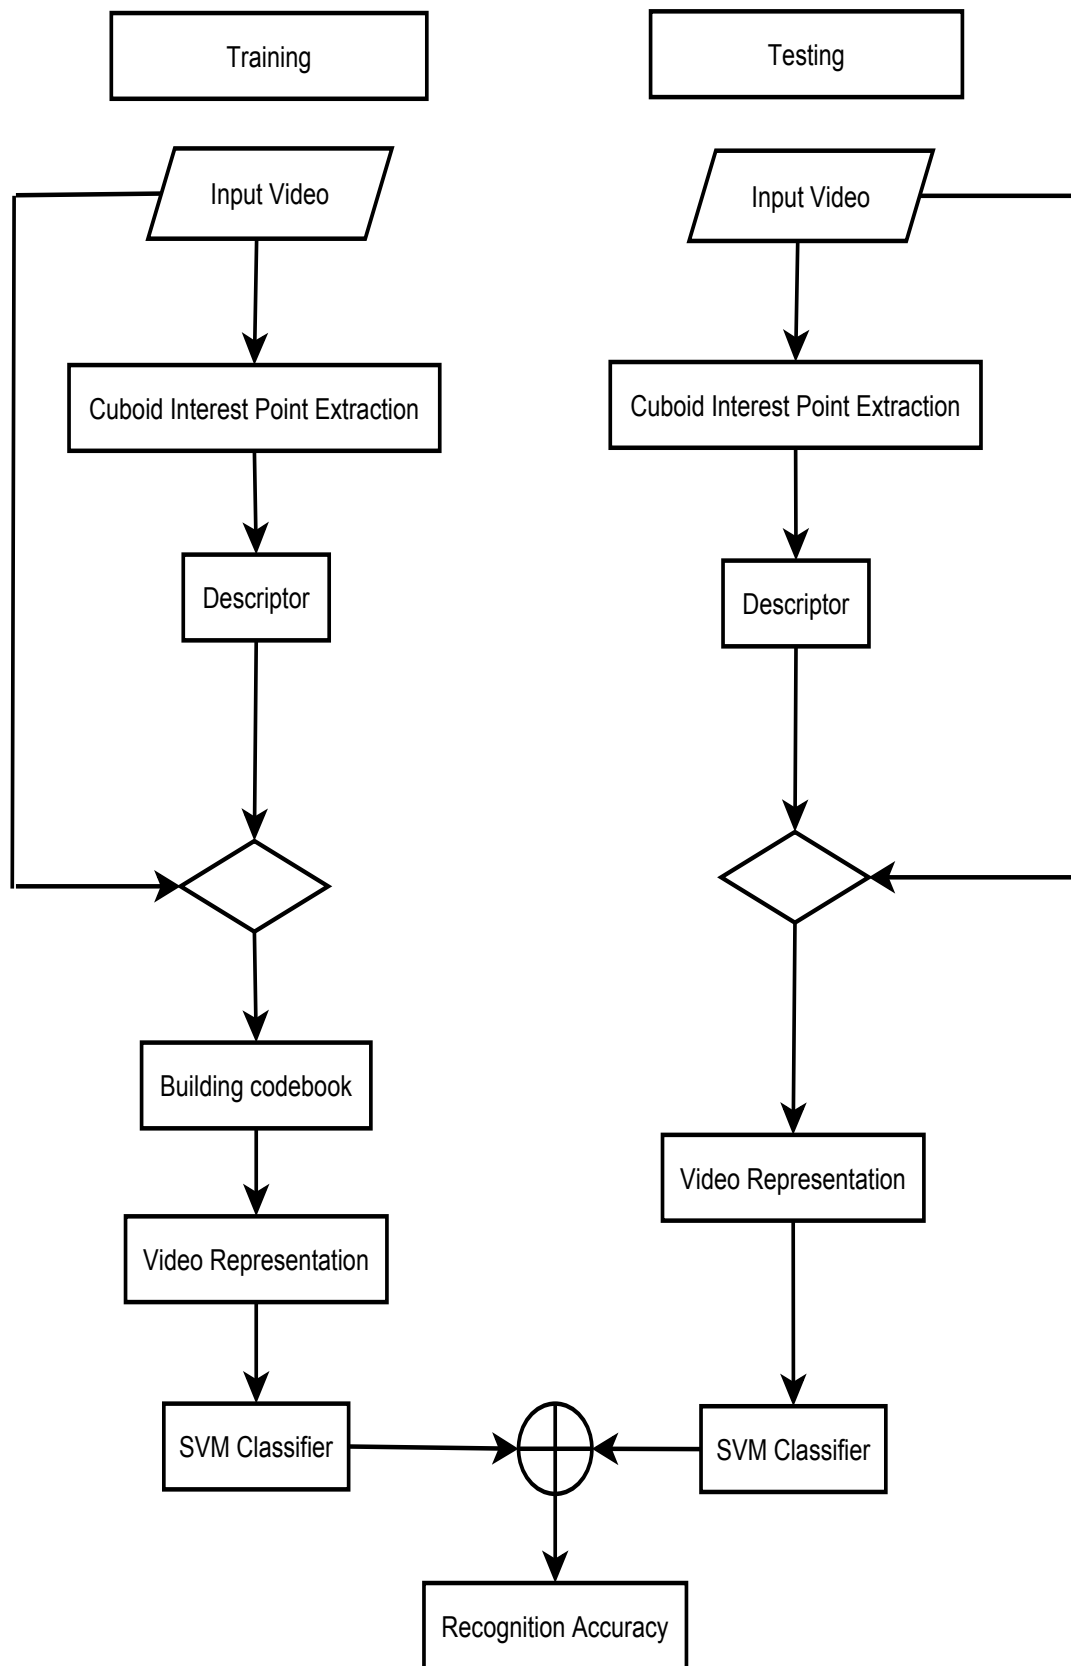 Training
Testing
Input Video
Input Video
Cuboid Interest Point Extraction
Cuboid Interest Point Extraction
Descriptor
Descriptor
Building codebook
Video Representation
Video Representation
SVM Classifier
SVM Classifier
Recognition Accuracy